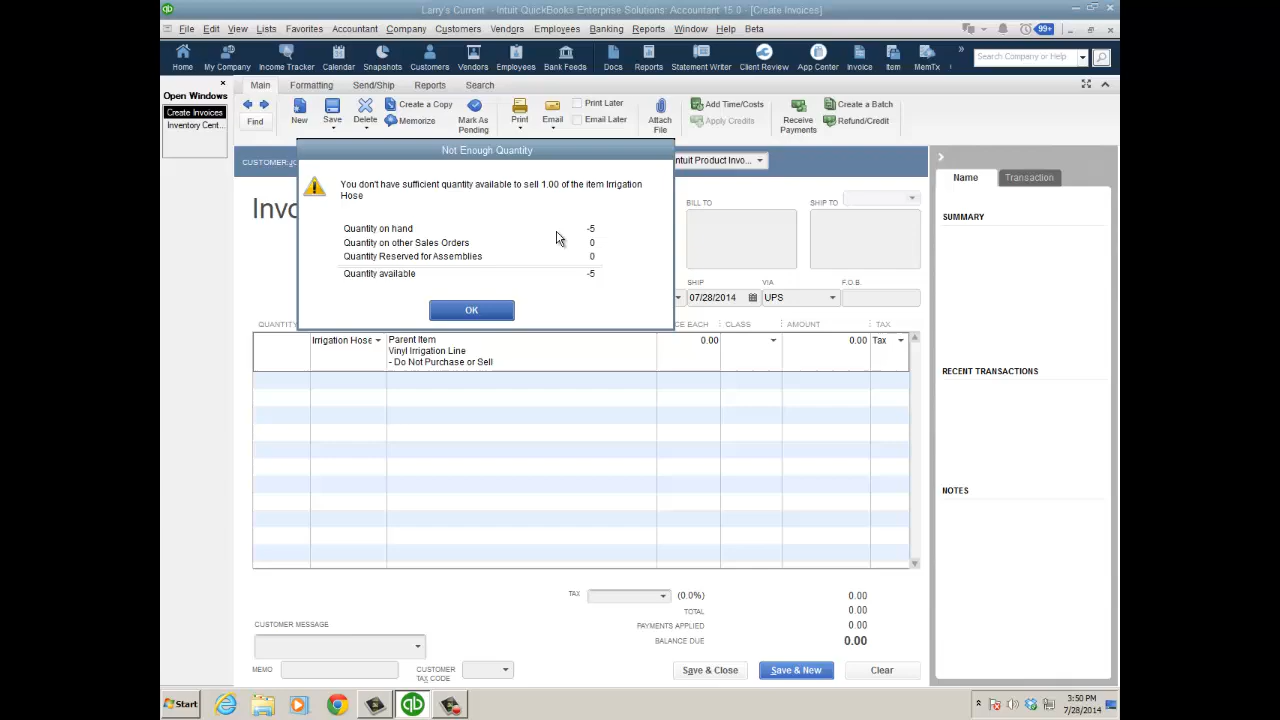 Larry's Current - Intuit QuickBooks Enterprise Solutions: Accountant 15.0 - [Create Invoices]
File Edit View Lists Favorites Accountant Company Customers Vendors Employees Banking Reports Window Help Beta 99+
Home My Company Income Tracker Calendar Snapshots Customers Vendors Employees Bank Feeds Docs Reports Statement Writer Client Review App Center Invoice Item MemTx » Search Company or Help
Open Windows
Create Invoices
Inventory Cent...
Main Formatting Send/Ship Reports Search
Find New Save Delete Create a Copy Memorize Mark As Pending Print Email Print Later Email Later Attach File Add Time/Costs Apply Credits Receive Payments Create a Batch Refund/Credit
Not Enough Quantity
You don't have sufficient quantity available to sell 1.00 of the item Irrigation
Hose
Quantity on hand -5
Quantity on other Sales Orders 0
Quantity Reserved for Assemblies 0
Quantity available -5
OK
CUSTOMER:JO
ntuit Product Invo...
Invoi
BILL TO SHIP TO
SHIP VIA F.O.B.
07/28/2014 UPS
QUANTITY CE EACH CLASS AMOUNT TAX
Irrigation Hose Parent Item 0.00 0.00 Tax
Vinyl Irrigation Line
- Do Not Purchase or Sell
TAX (0.0%) 0.00
TOTAL 0.00
PAYMENTS APPLIED 0.00
BALANCE DUE 0.00
CUSTOMER MESSAGE
MEMO CUSTOMER TAX CODE
Save & Close Save & New Clear
Name Transaction
SUMMARY
RECENT TRANSACTIONS
NOTES
Start
3:50 PM
7/28/2014